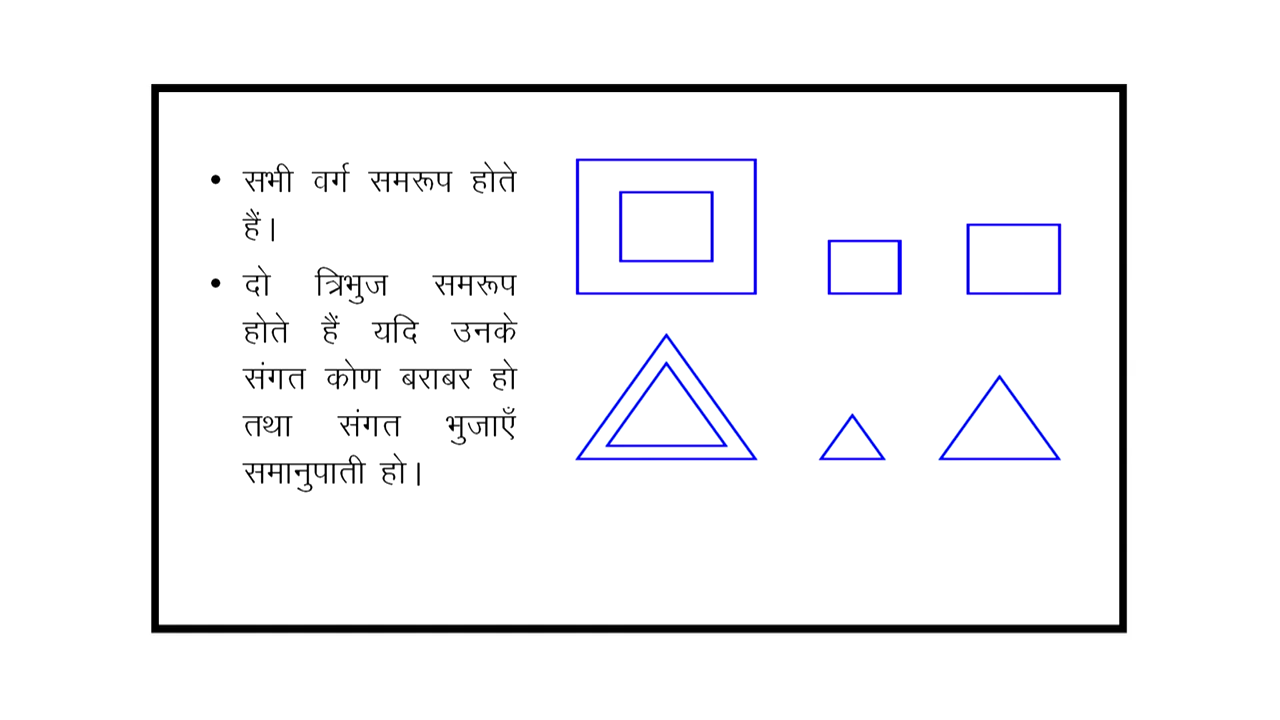 • सभी वर्ग समरूप होते
हैं।
• दो त्रिभुज समरूप
होते हैं यदि उनके
संगत कोण बराबर हो
तथा संगत भुजाएँ
समानुपाती हो।